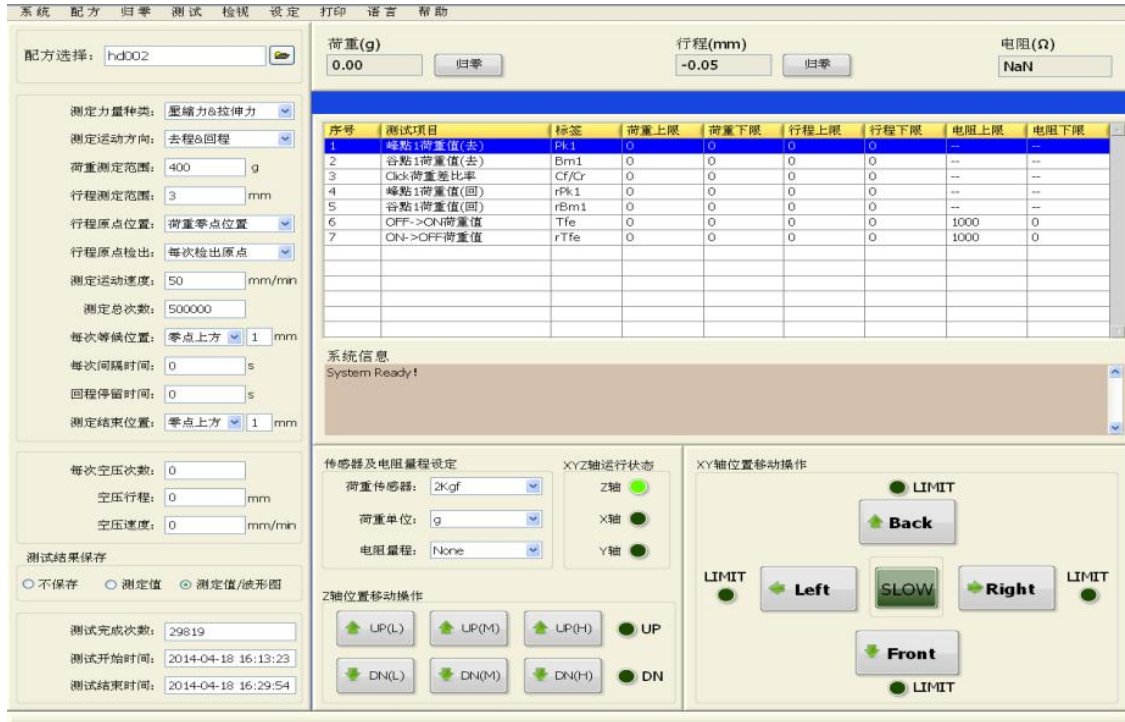 系统 配方 归零 测试 检视 设定 打印 语言 帮助
配方选择: hd002
荷重(g)
0.00 归零
行程(mm)
-0.05 归零
电阻(Ω)
NaN
测定力量种类: 壓縮力&拉伸力
测定运动方向: 去程&回程
荷重测定范围: 400 g
行程测定范围: 3 mm
行程原点位置: 荷重零点位置
行程原点检出: 每次检出原点
测定运动速度: 50 mm/min
测定总次数: 500000
每次等候位置: 零点上方 1 mm
每次间隔时间: 0 s
回程停留时间: 0 s
测定结束位置: 零点上方 1 mm
每次空压次数: 0
空压行程: 0 mm
空压速度: 0 mm/min
测试结果保存
不保存 测定值 测定值/波形图
测试完成次数: 29819
测试开始时间: 2014-04-18 16:13:23
测试结束时间: 2014-04-18 16:29:54
序号 测试项目 标签 荷重上限 荷重下限 行程上限 行程下限 电阻上限 电阻下限
1 峰點1荷重值(去) Pk1 0 0 0 0 -- --
2 谷點1荷重值(去) Bm1 0 0 0 0 -- --
3 Click荷重差比率 Cf/Cr 0 0 0 0 -- --
4 峰點1荷重值(回) rPk1 0 0 0 0 -- --
5 谷點1荷重值(回) rBm1 0 0 0 0 -- --
6 OFF->ON荷重值 Tfe 0 0 0 0 1000 0
7 ON->OFF荷重值 rTfe 0 0 0 0 1000 0
系统信息
System Ready!
传感器及电阻量程设定
荷重传感器: 2Kgf
荷重单位: g
电阻量程: None
XYZ轴运行状态
Z轴
X轴
Y轴
Z轴位置移动操作
UP(L) UP(M) UP(H) UP
DN(L) DN(M) DN(H) DN
XY轴位置移动操作
LIMIT
Back
LIMIT Left SLOW Right LIMIT
Front
LIMIT